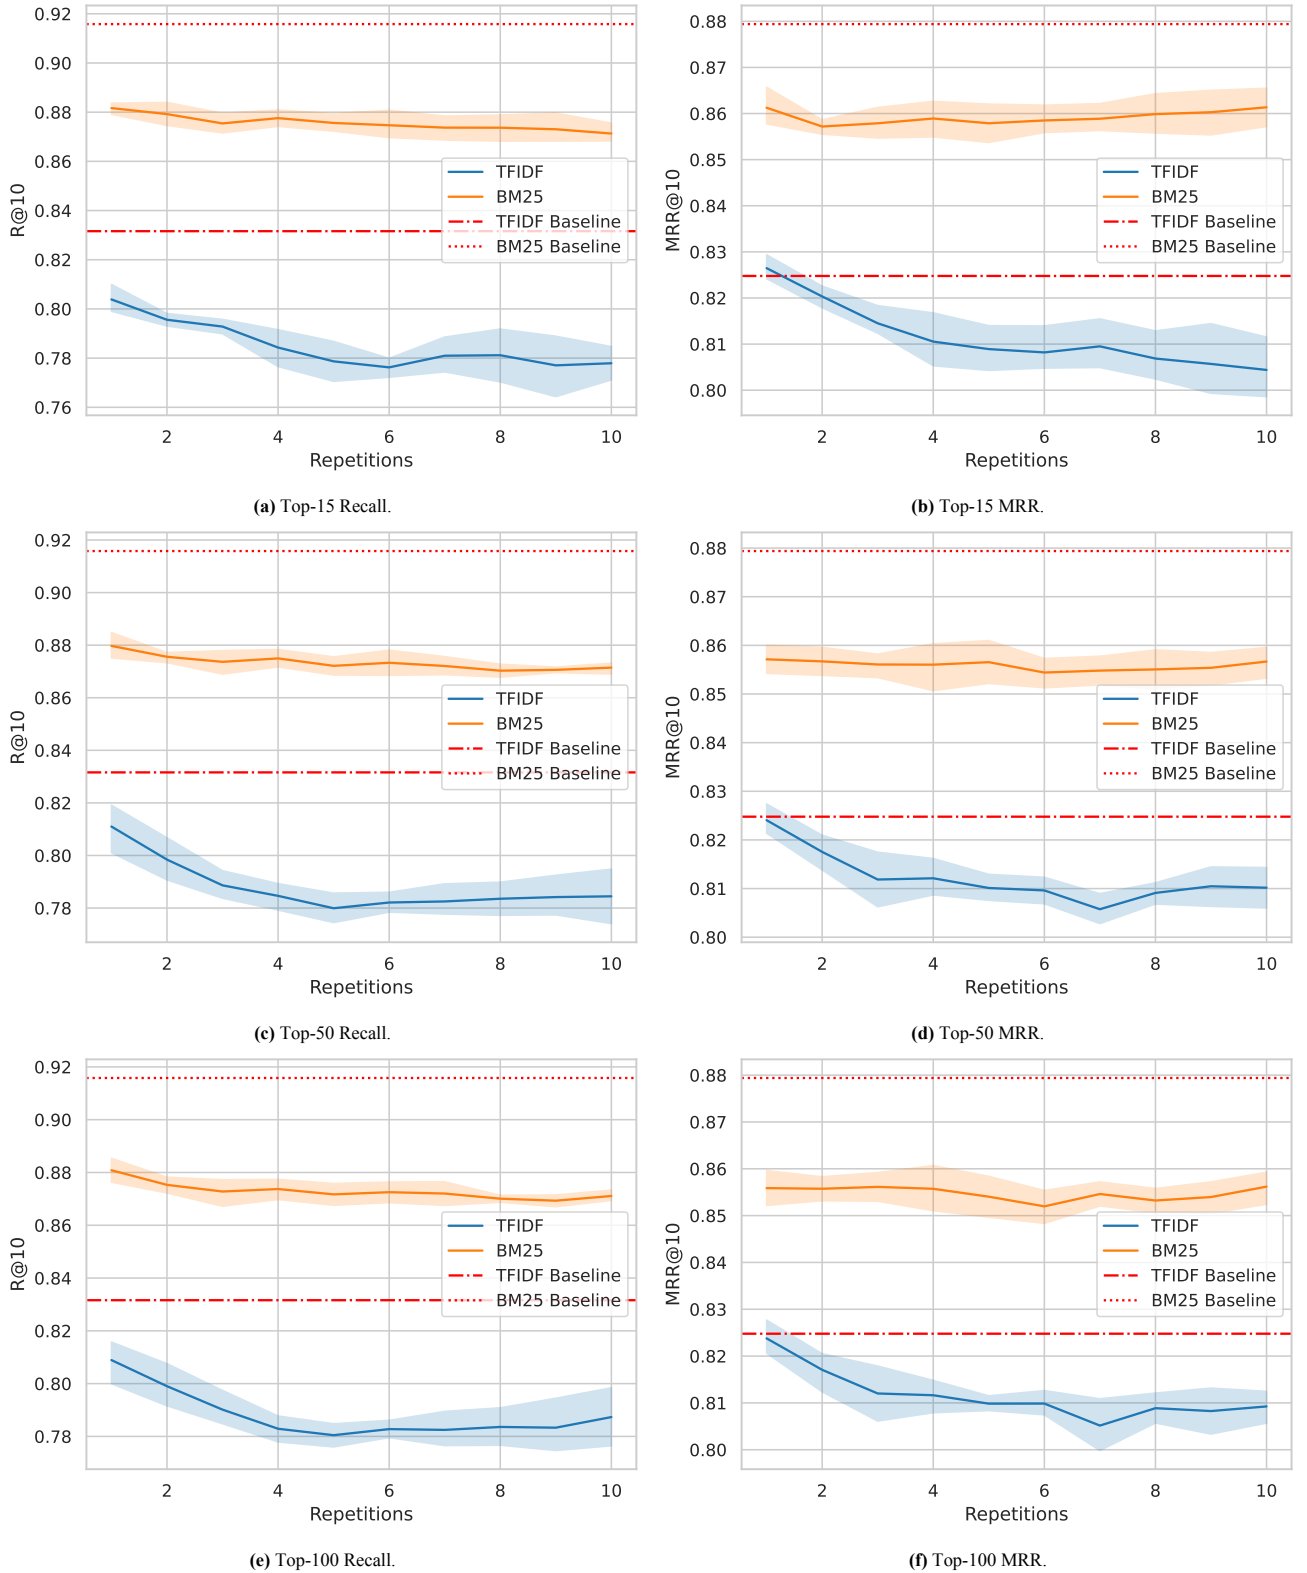 0.92
0.90
0.88
0.86
0.84
0.82
0.80
0.78
0.76
R@10
TFIDF
BM25
TFIDF Baseline
BM25 Baseline
2 4 6 8 10
Repetitions
(a) Top-15 Recall.
0.88
0.87
0.86
0.85
0.84
0.83
0.82
0.81
0.80
MRR@10
TFIDF
BM25
TFIDF Baseline
BM25 Baseline
2 4 6 8 10
Repetitions
(b) Top-15 MRR.
0.92
0.90
0.88
0.86
0.84
0.82
0.80
0.78
R@10
TFIDF
BM25
TFIDF Baseline
BM25 Baseline
2 4 6 8 10
Repetitions
(c) Top-50 Recall.
0.88
0.87
0.86
0.85
0.84
0.83
0.82
0.81
0.80
MRR@10
TFIDF
BM25
TFIDF Baseline
BM25 Baseline
2 4 6 8 10
Repetitions
(d) Top-50 MRR.
0.92
0.90
0.88
0.86
0.84
0.82
0.80
0.78
R@10
TFIDF
BM25
TFIDF Baseline
BM25 Baseline
2 4 6 8 10
Repetitions
(e) Top-100 Recall.
0.88
0.87
0.86
0.85
0.84
0.83
0.82
0.81
0.80
MRR@10
TFIDF
BM25
TFIDF Baseline
BM25 Baseline
2 4 6 8 10
Repetitions
(f) Top-100 MRR.